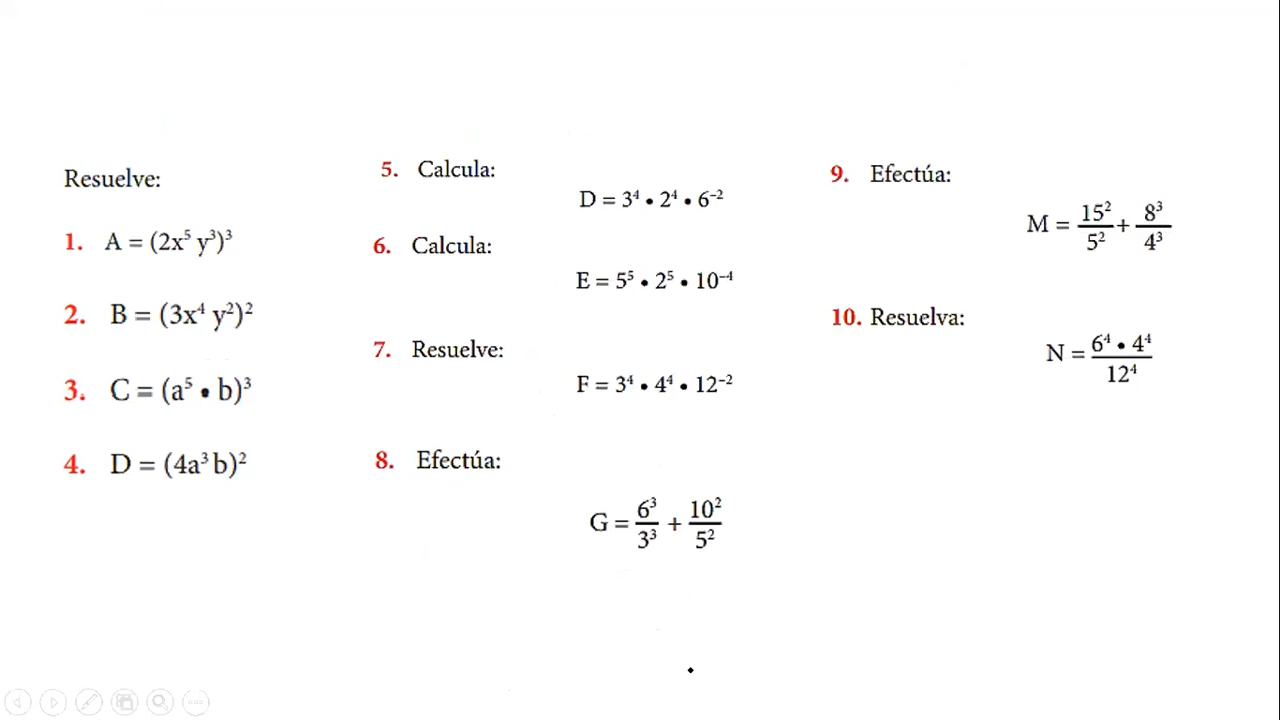 Resuelve:
1. A = (2x⁵ y³)³
2. B = (3x⁴ y²)²
3. C = (a⁵ • b)³
4. D = (4a³ b)²
5. Calcula:
D = 3⁴ • 2⁴ • 6⁻²
6. Calcula:
E = 5⁵ • 2⁵ • 10⁻⁴
7. Resuelve:
F = 3⁴ • 4⁴ • 12⁻²
8. Efectúa:
G = 6³/3³ + 10²/5²
9. Efectúa:
M = 15²/5² + 8³/4³
10. Resuelva:
N = 6⁴ • 4⁴/12⁴